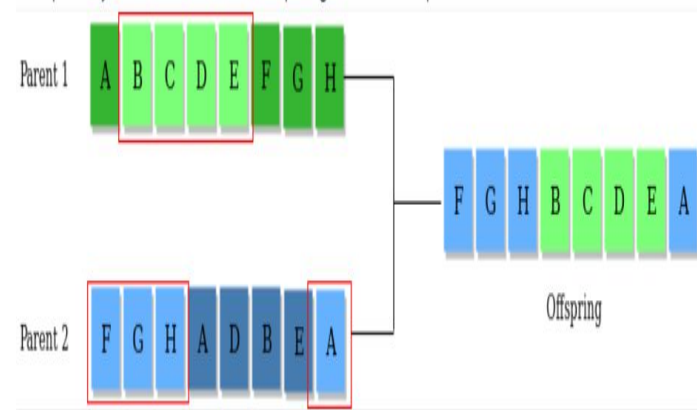 Parent 1 A B C D E F G H
F G H B C D E A
Offspring
Parent 2 F G H A D B E A